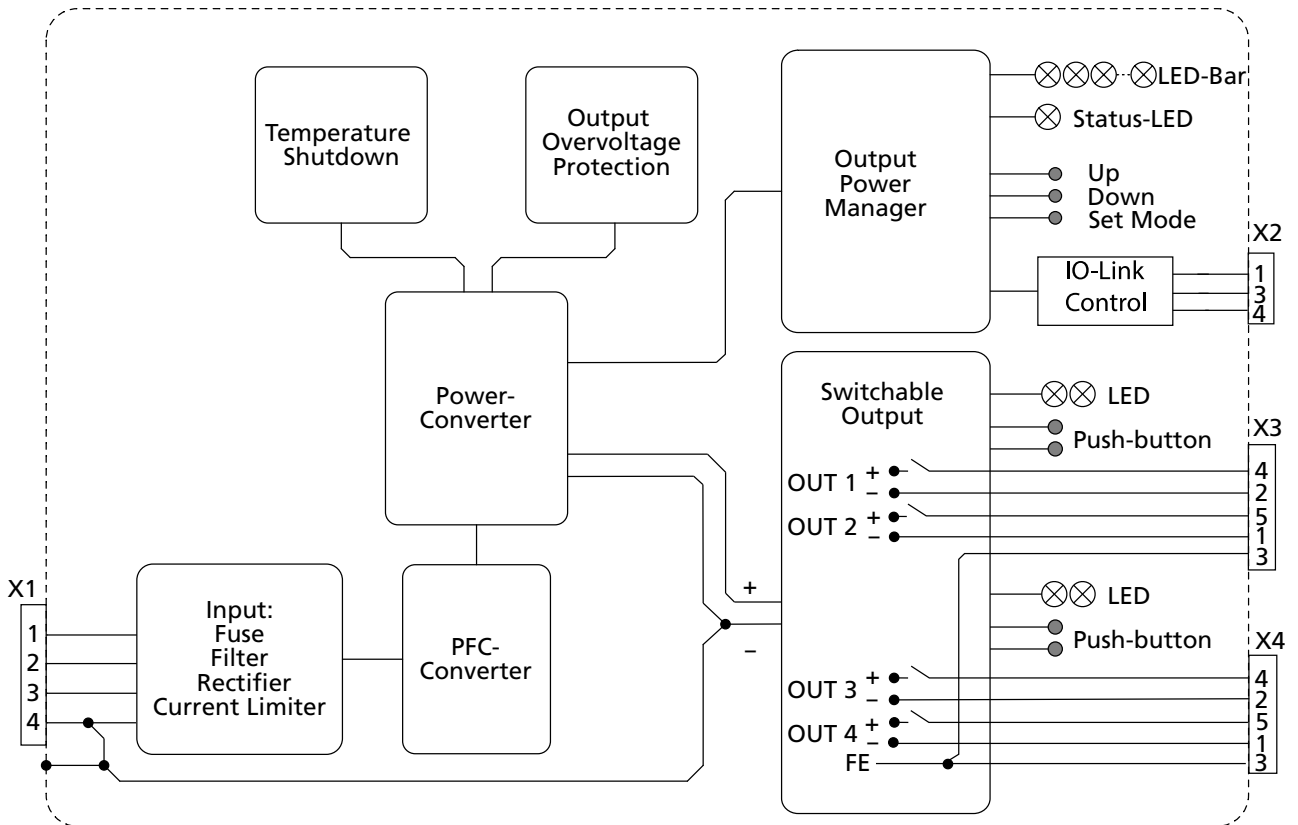 Temperature
Shutdown
Output
Overvoltage
Protection
Output
Power
Manager
LED-Bar
Status-LED
Up
Down
Set Mode
X2
IO-Link
Control
1
3
4
Power-
Converter
Switchable
Output
LED
Push-button
X3
OUT 1 + 4
– 2
OUT 2 + 5
– 1
3
X1
1
2
3
4
Input:
Fuse
Filter
Rectifier
Current Limiter
PFC-
Converter
+
–
LED
Push-button
X4
OUT 3 + 4
– 2
OUT 4 + 5
– 1
FE 3